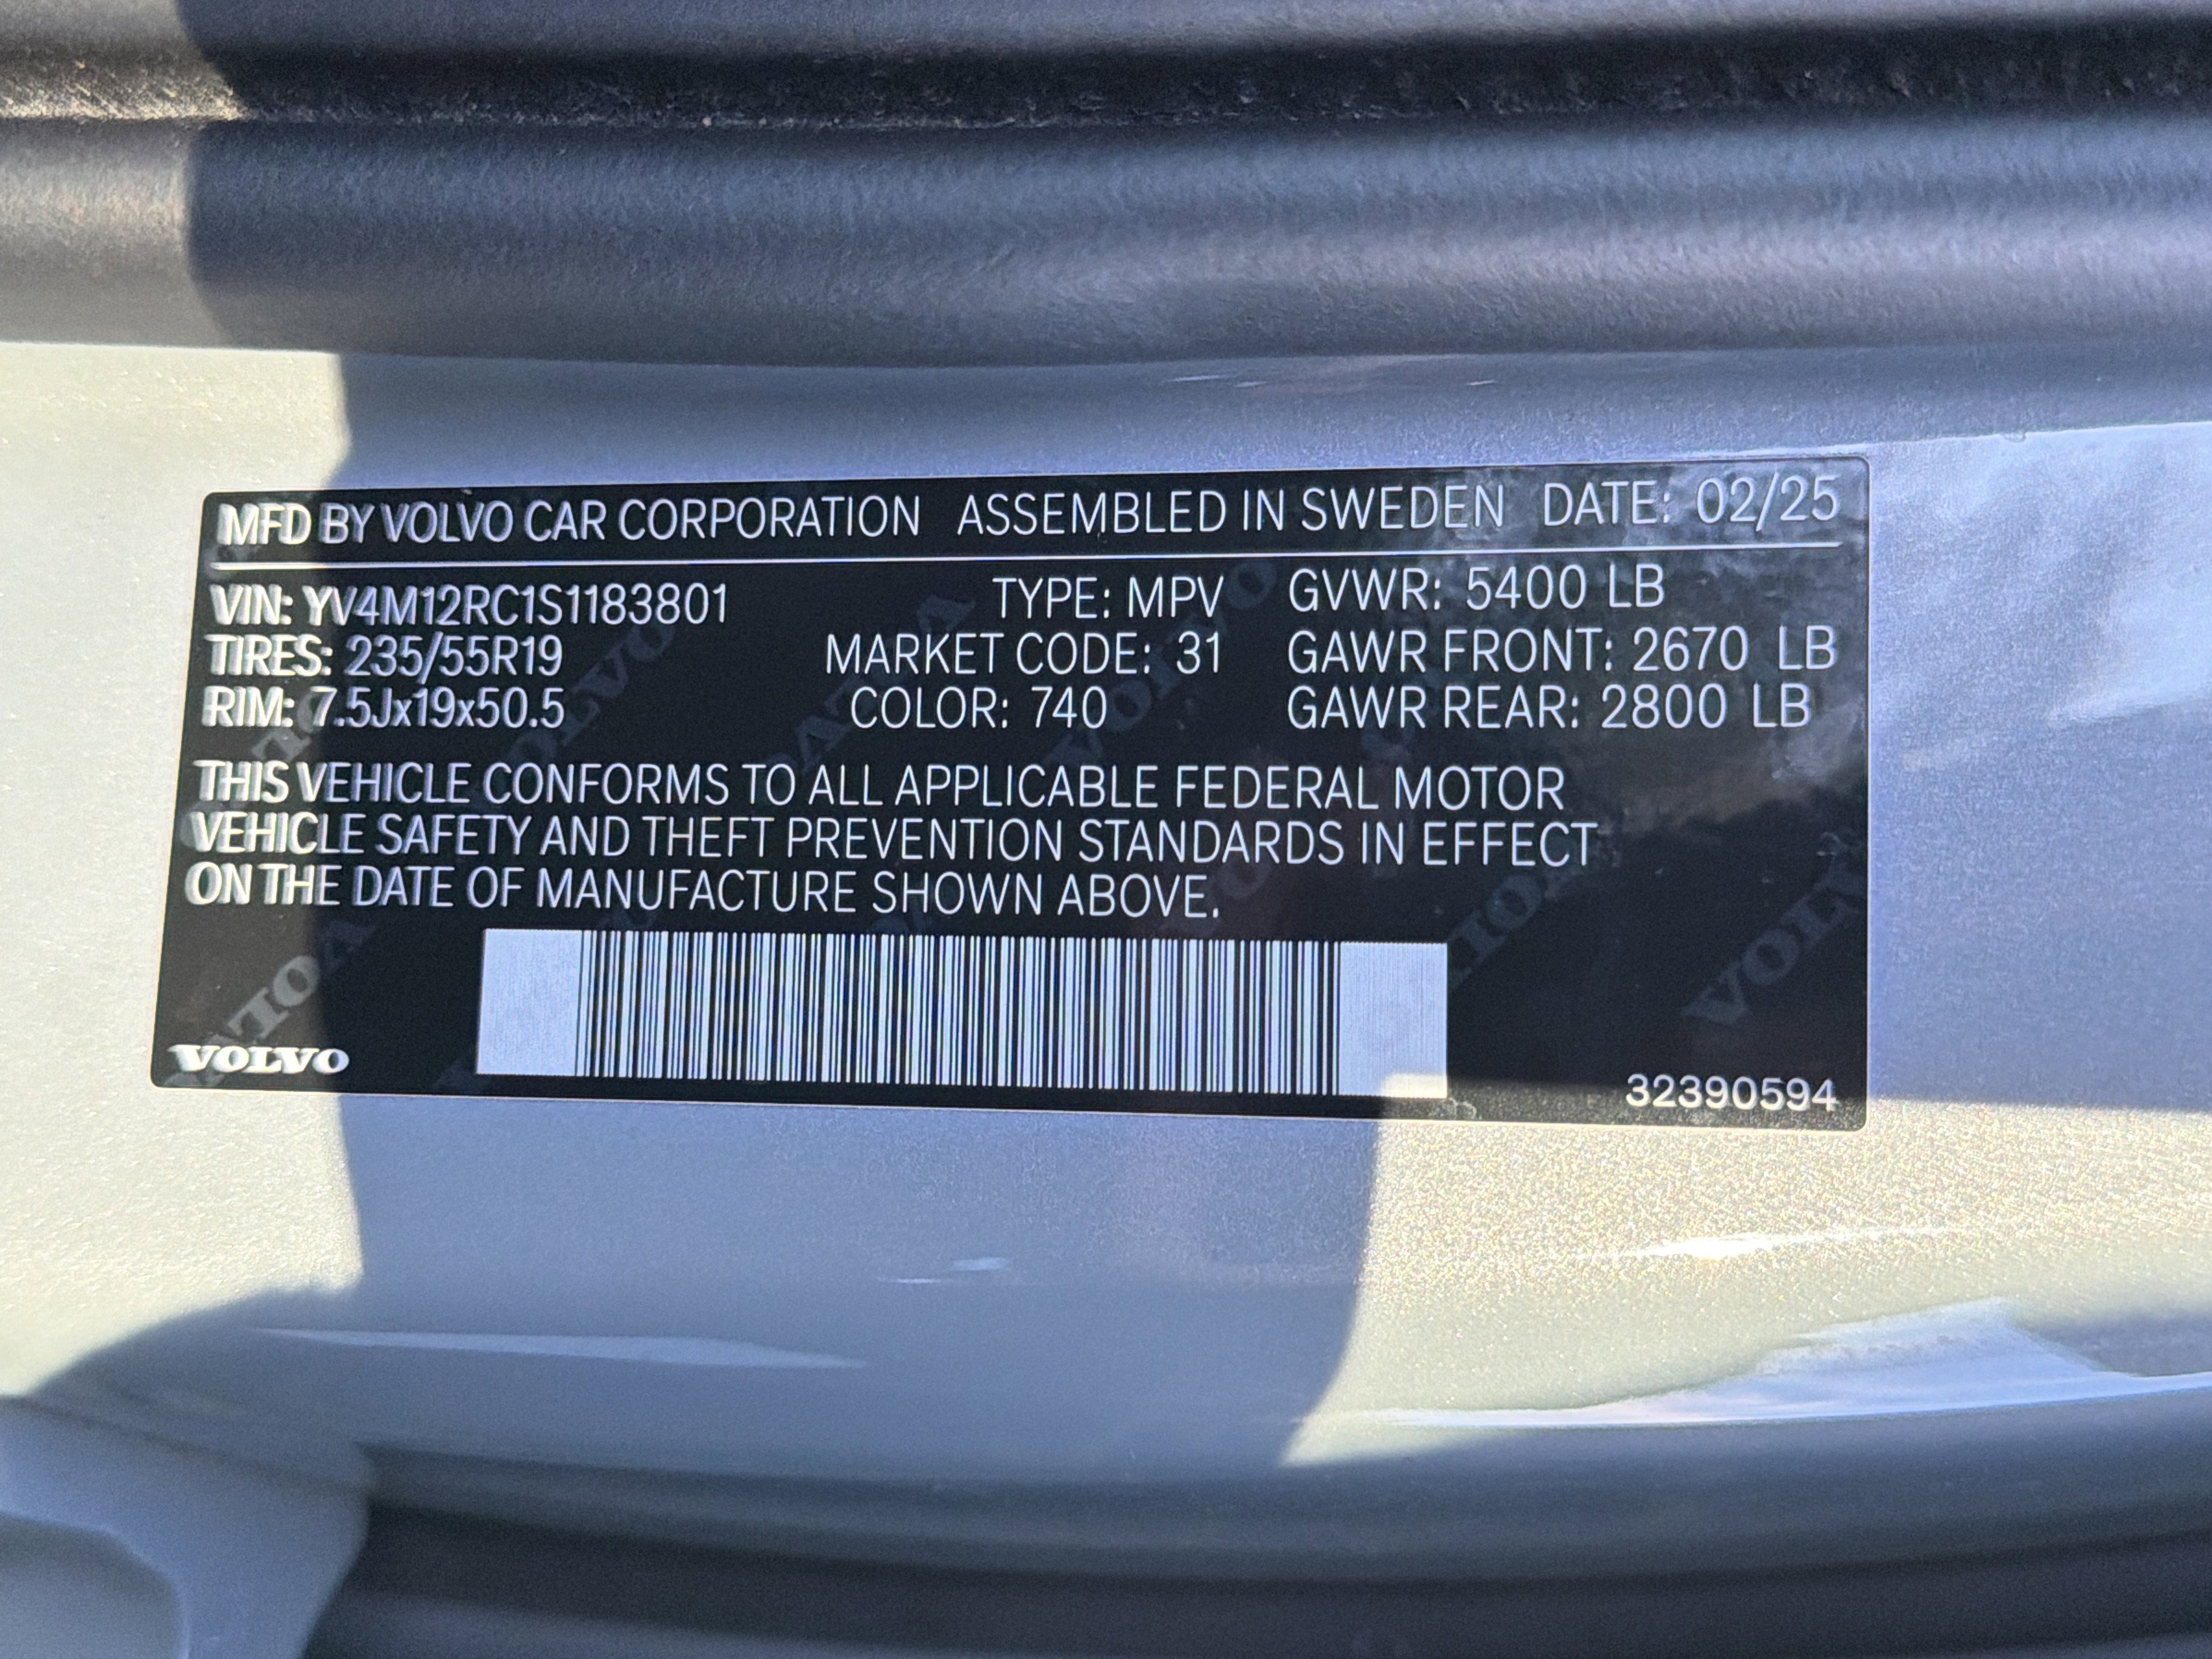 MFD BY VOLVO CAR CORPORATION ASSEMBLED IN SWEDEN DATE: 02/25
VIN: YV4M12RC1S1183801 TYPE: MPV GVWR: 5400 LB
TIRES: 235/55R19 MARKET CODE: 31 GAWR FRONT: 2670 LB
RIM: 7.5Jx19x50.5 COLOR: 740 GAWR REAR: 2800 LB
THIS VEHICLE CONFORMS TO ALL APPLICABLE FEDERAL MOTOR
VEHICLE SAFETY AND THEFT PREVENTION STANDARDS IN EFFECT
ON THE DATE OF MANUFACTURE SHOWN ABOVE.
VOLVO 32390594